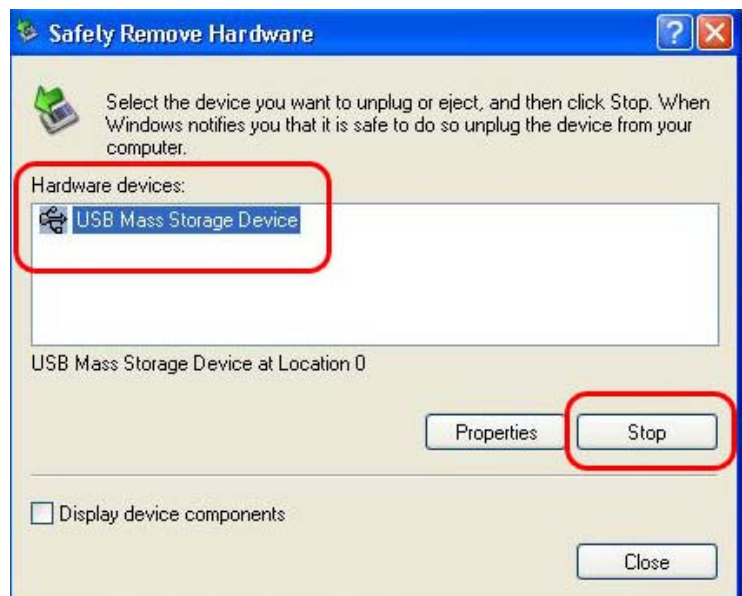 Safely Remove Hardware
Select the device you want to unplug or eject, and then click Stop. When
Windows notifies you that it is safe to do so unplug the device from your
computer.
Hardware devices:
USB Mass Storage Device
USB Mass Storage Device at Location 0
Properties
Stop
Display device components
Close